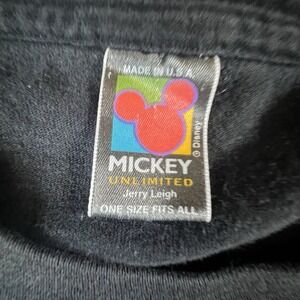 MADE IN U.S.A
© Disney
MICKEY
UNLIMITED
Jerry Leigh
ONE SIZE FITS ALL